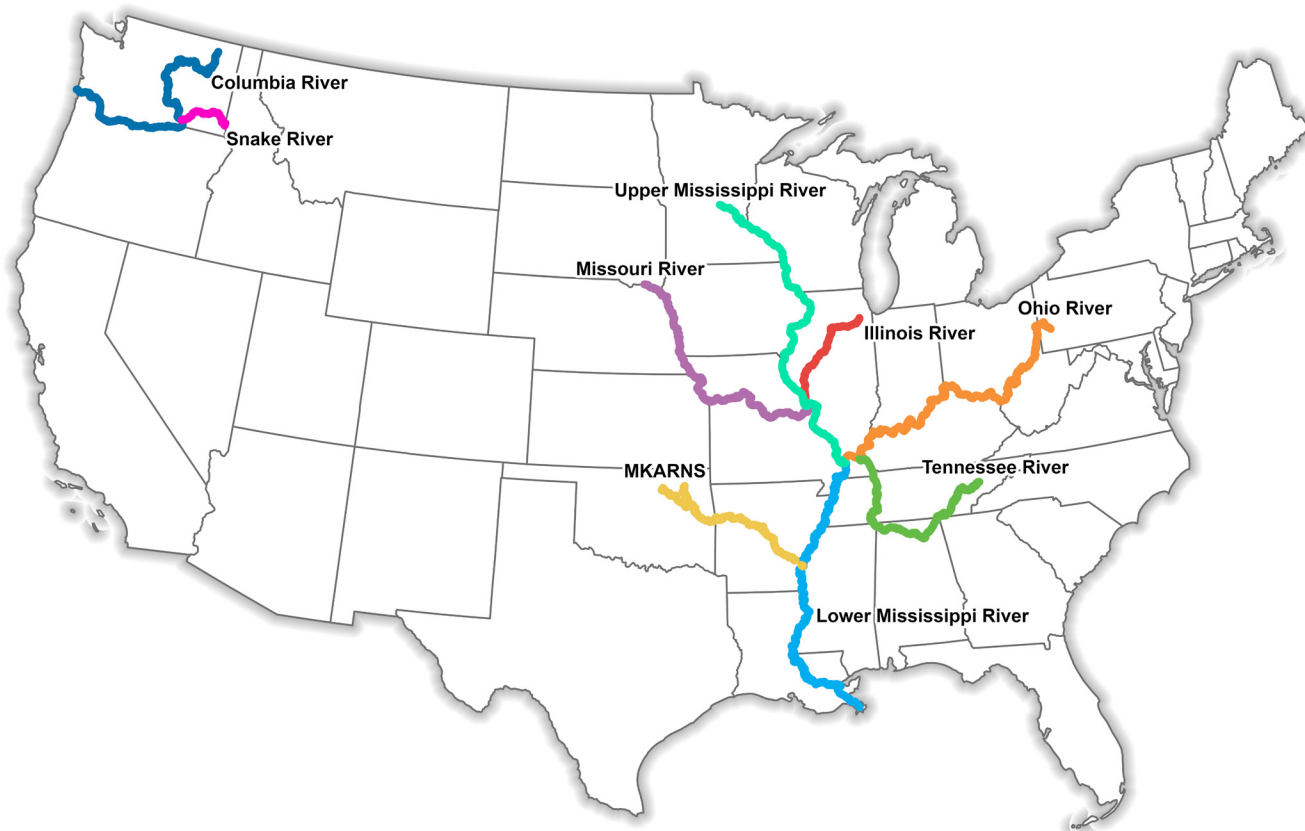 Columbia River
Snake River
Upper Mississippi River
Missouri River
Ohio River
Illinois River
MKARNS
Tennessee River
Lower Mississippi River